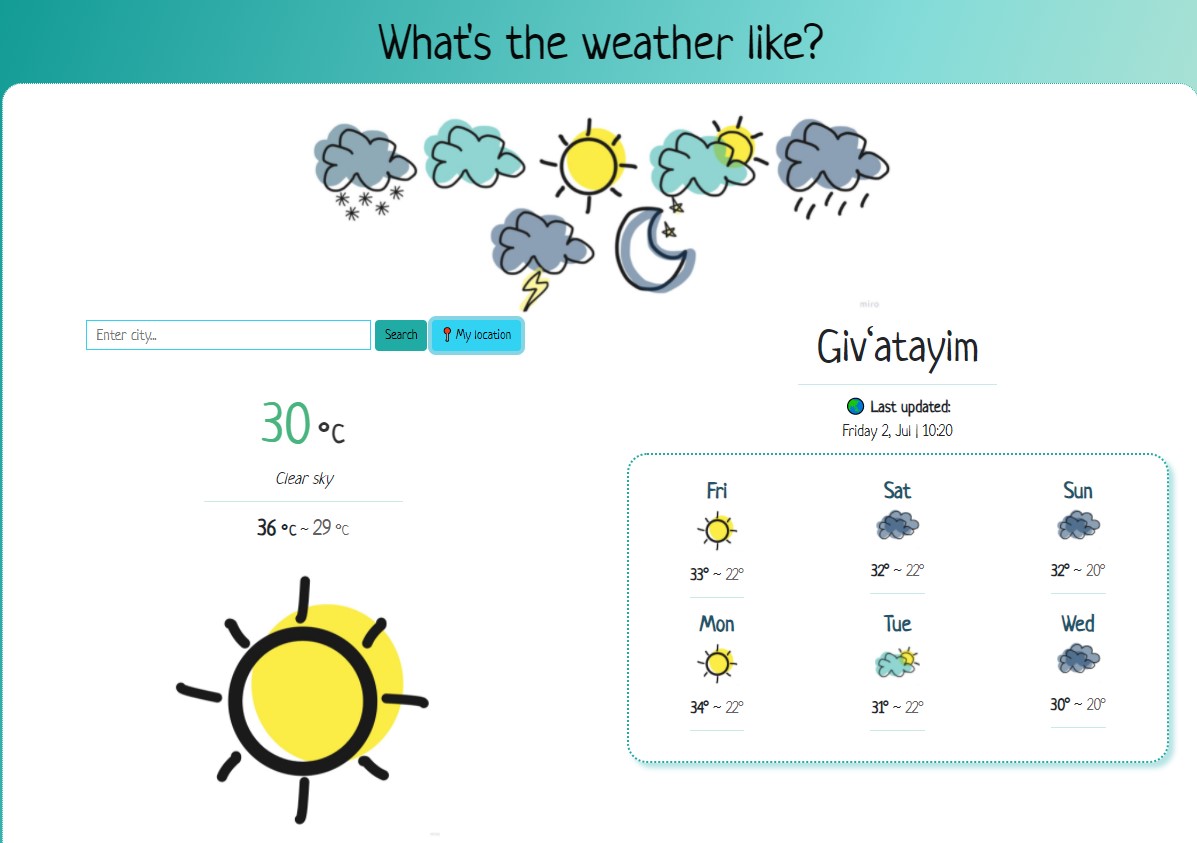 What's the weather like?
miro
Enter city...
Search
My location
Giv‘atayim
30 °C
Clear sky
36 °C ~ 29 °C
Last updated:
Friday 2, Jul | 10:20
Fri Sat Sun
33° ~ 22° 32° ~ 22° 32° ~ 20°
Mon Tue Wed
34° ~ 22° 31° ~ 22° 30° ~ 20°